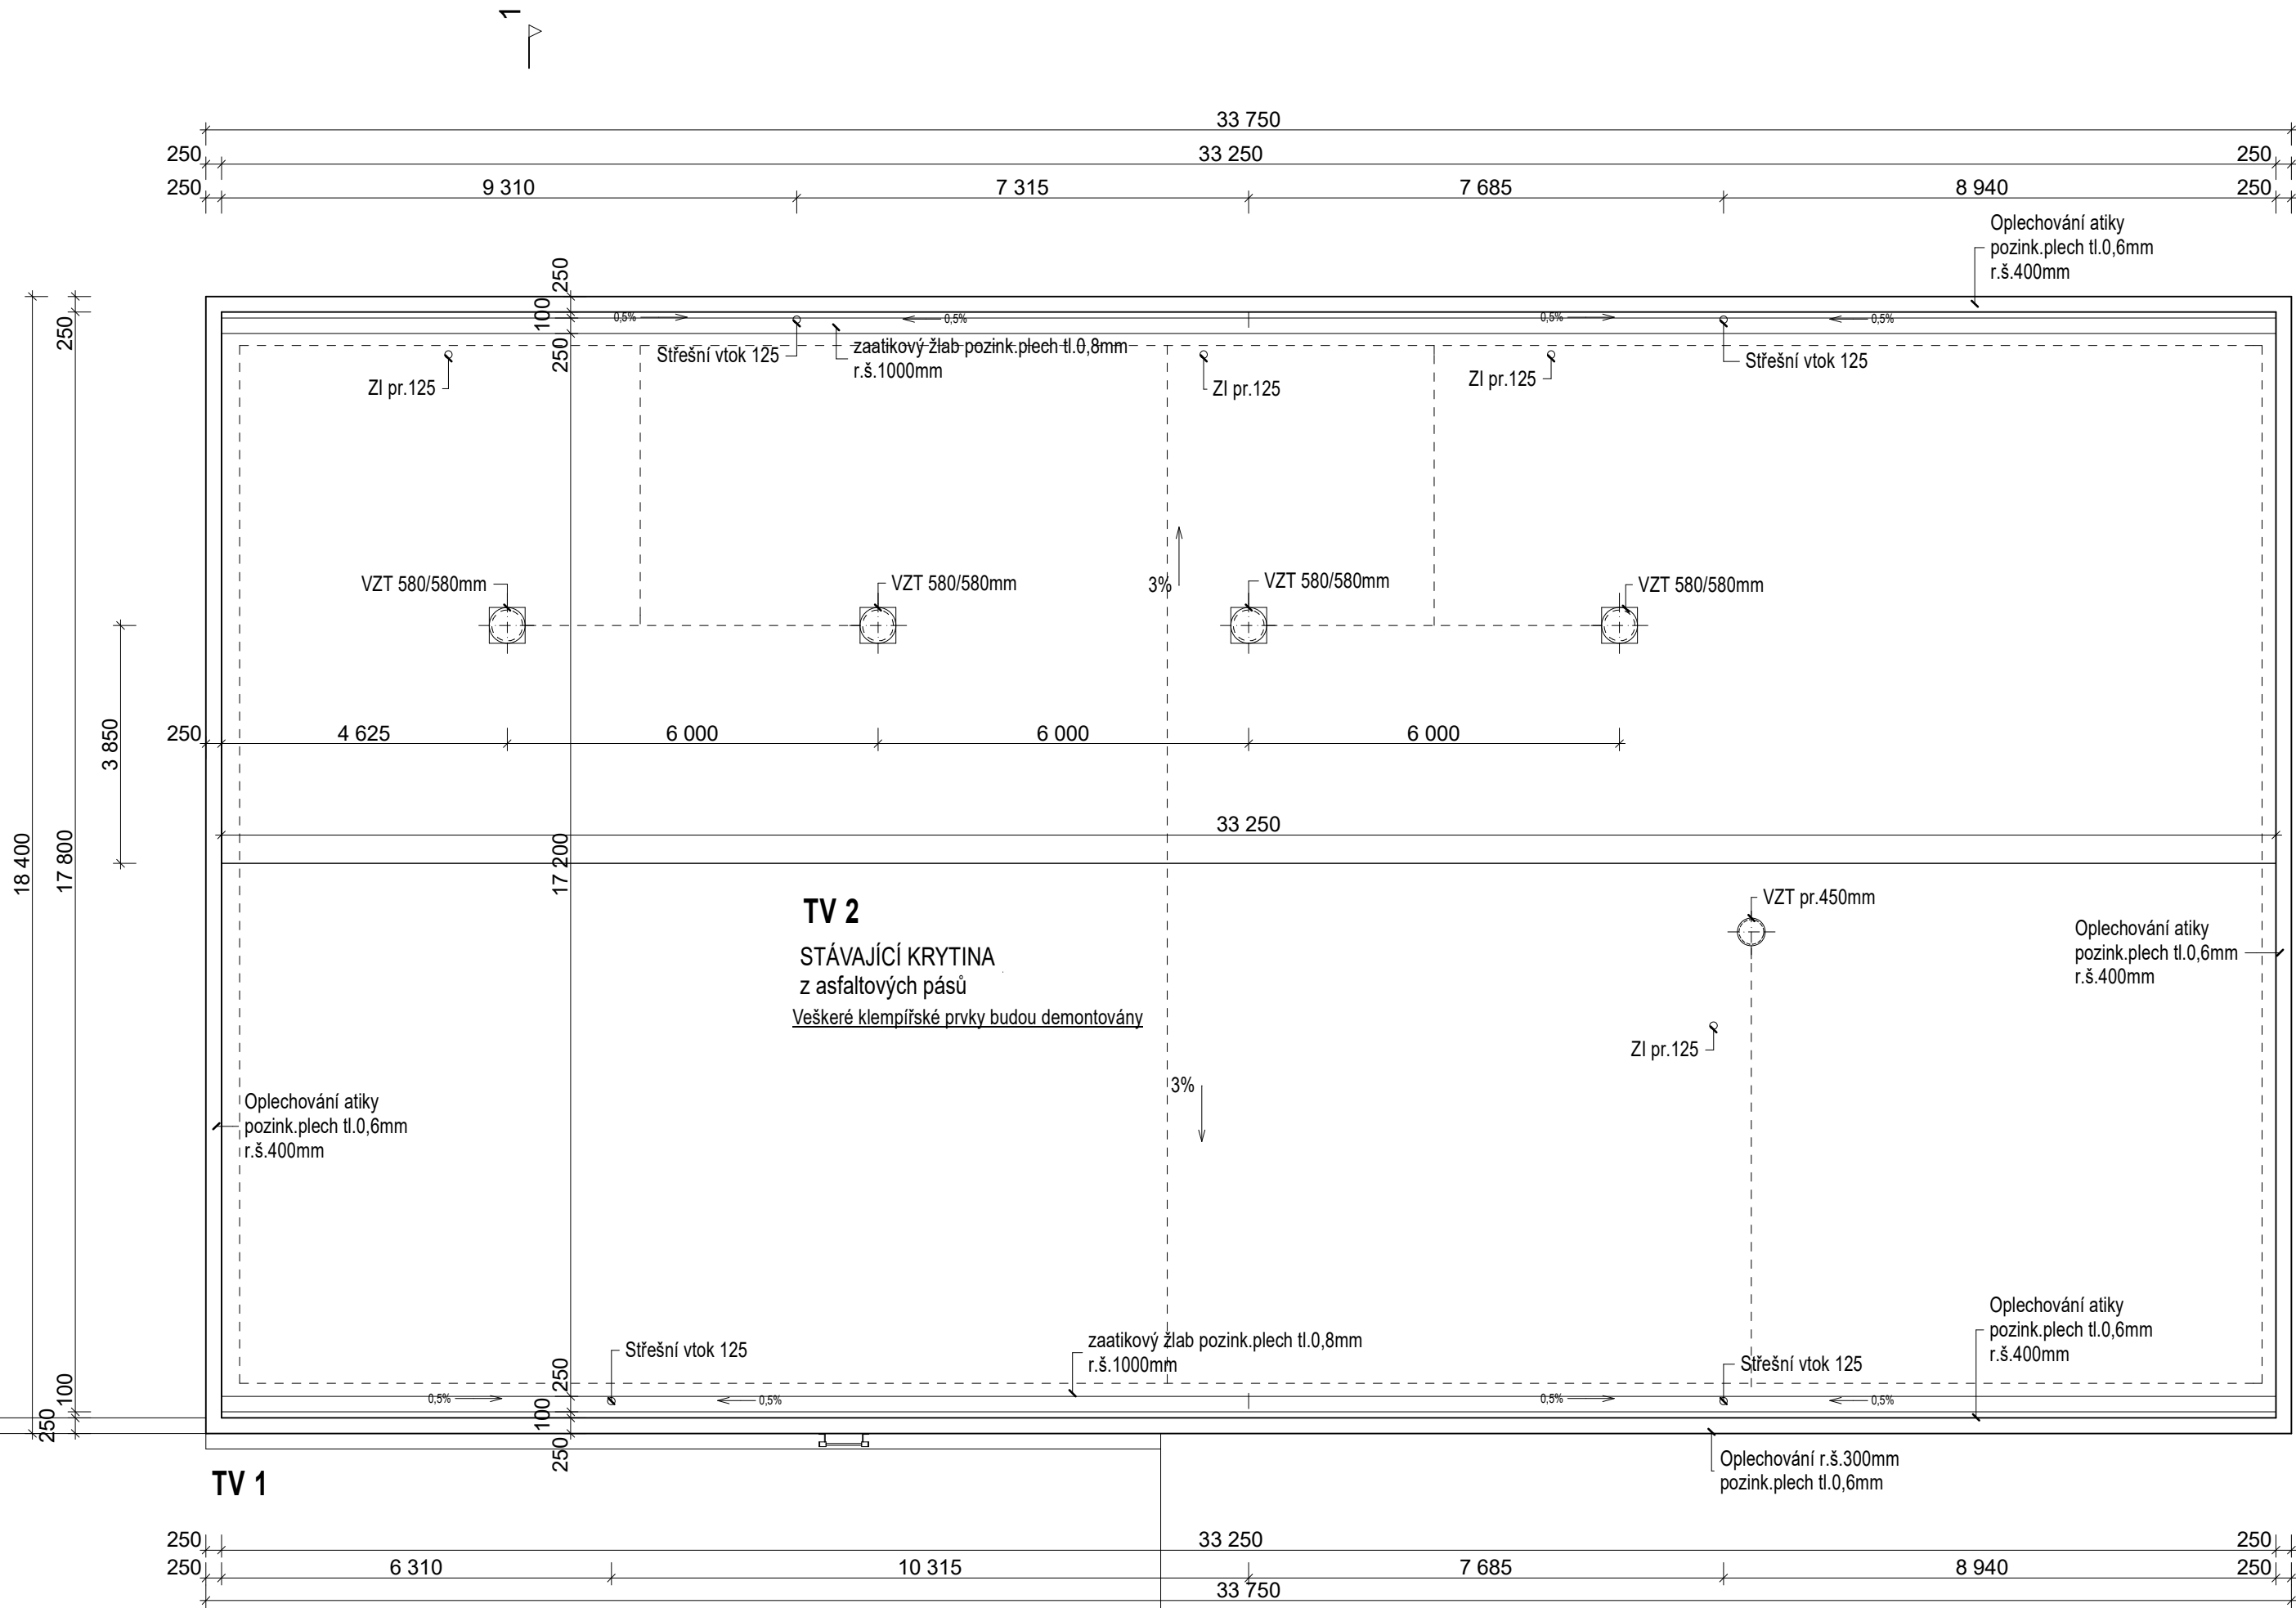 1
33 750
250
33 250
250
250
9 310
7 315
7 685
8 940
250
Oplechování atiky
pozink.plech tl.0,6mm
r.š.400mm
250
100
250
250
0,5%
0,5%
0,5%
0,5%
Střešní vtok 125
zaatikový žlab pozink.plech tl.0,8mm
r.š.1000mm
Střešní vtok 125
ZI pr.125
ZI pr.125
ZI pr.125
VZT 580/580mm
VZT 580/580mm
VZT 580/580mm
VZT 580/580mm
3%
250
4 625
6 000
6 000
6 000
3 850
33 250
18 400
17 800
17 200
TV 2
STÁVAJÍCÍ KRYTINA
z asfaltových pásů
Veškeré klempířské prvky budou demontovány
VZT pr.450mm
Oplechování atiky
pozink.plech tl.0,6mm
r.š.400mm
ZI pr.125
3%
Oplechování atiky
pozink.plech tl.0,6mm
r.š.400mm
Oplechování atiky
pozink.plech tl.0,6mm
r.š.400mm
Střešní vtok 125
zaatikový žlab pozink.plech tl.0,8mm
r.š.1000mm
Střešní vtok 125
0,5%
0,5%
0,5%
0,5%
100
250
250
100
250
Oplechování r.š.300mm
pozink.plech tl.0,6mm
TV 1
250
33 250
250
250
6 310
10 315
7 685
8 940
250
33 750